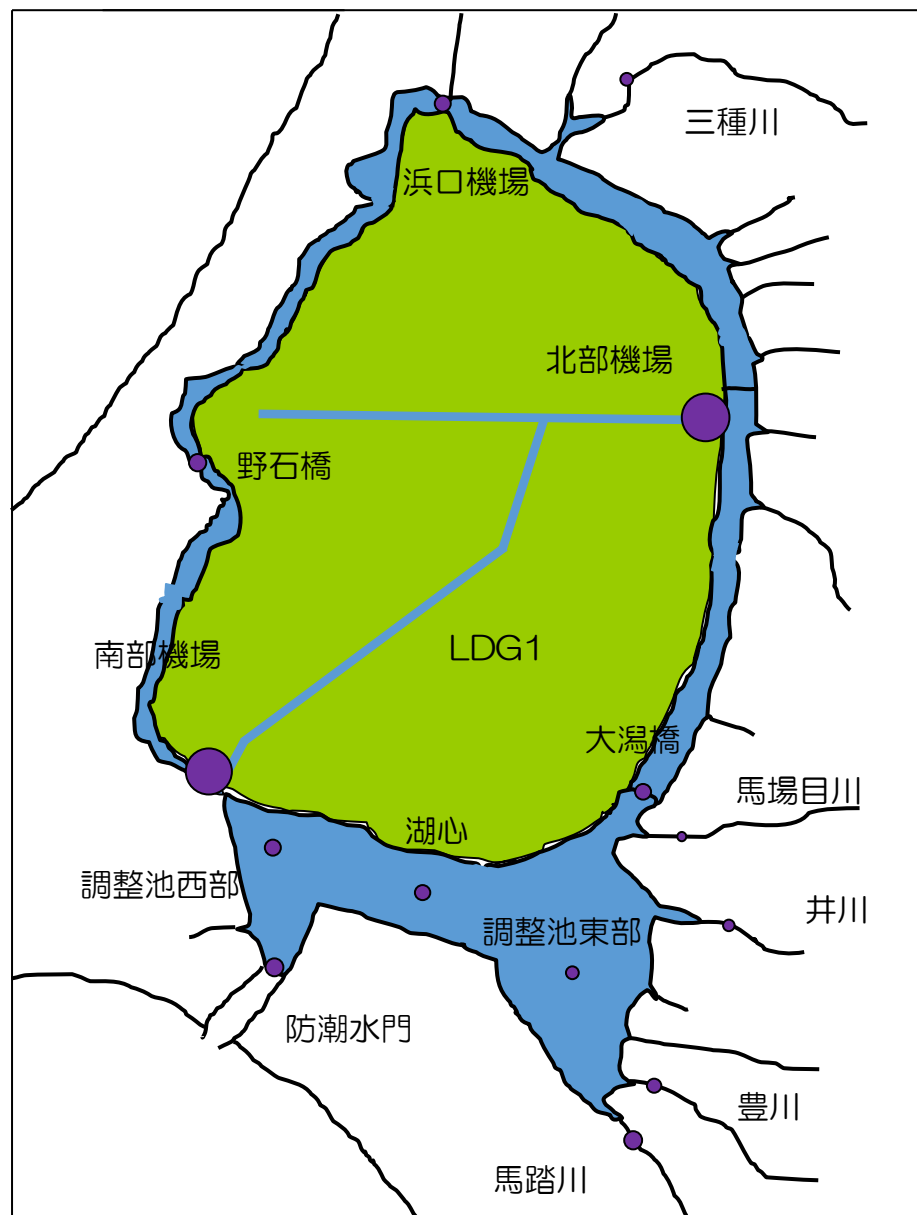 三種川
浜口機場
北部機場
野石橋
南部機場
LDG1
大潟橋
馬場目川
湖心
調整池西部
井川
調整池東部
防潮水門
豊川
馬踏川